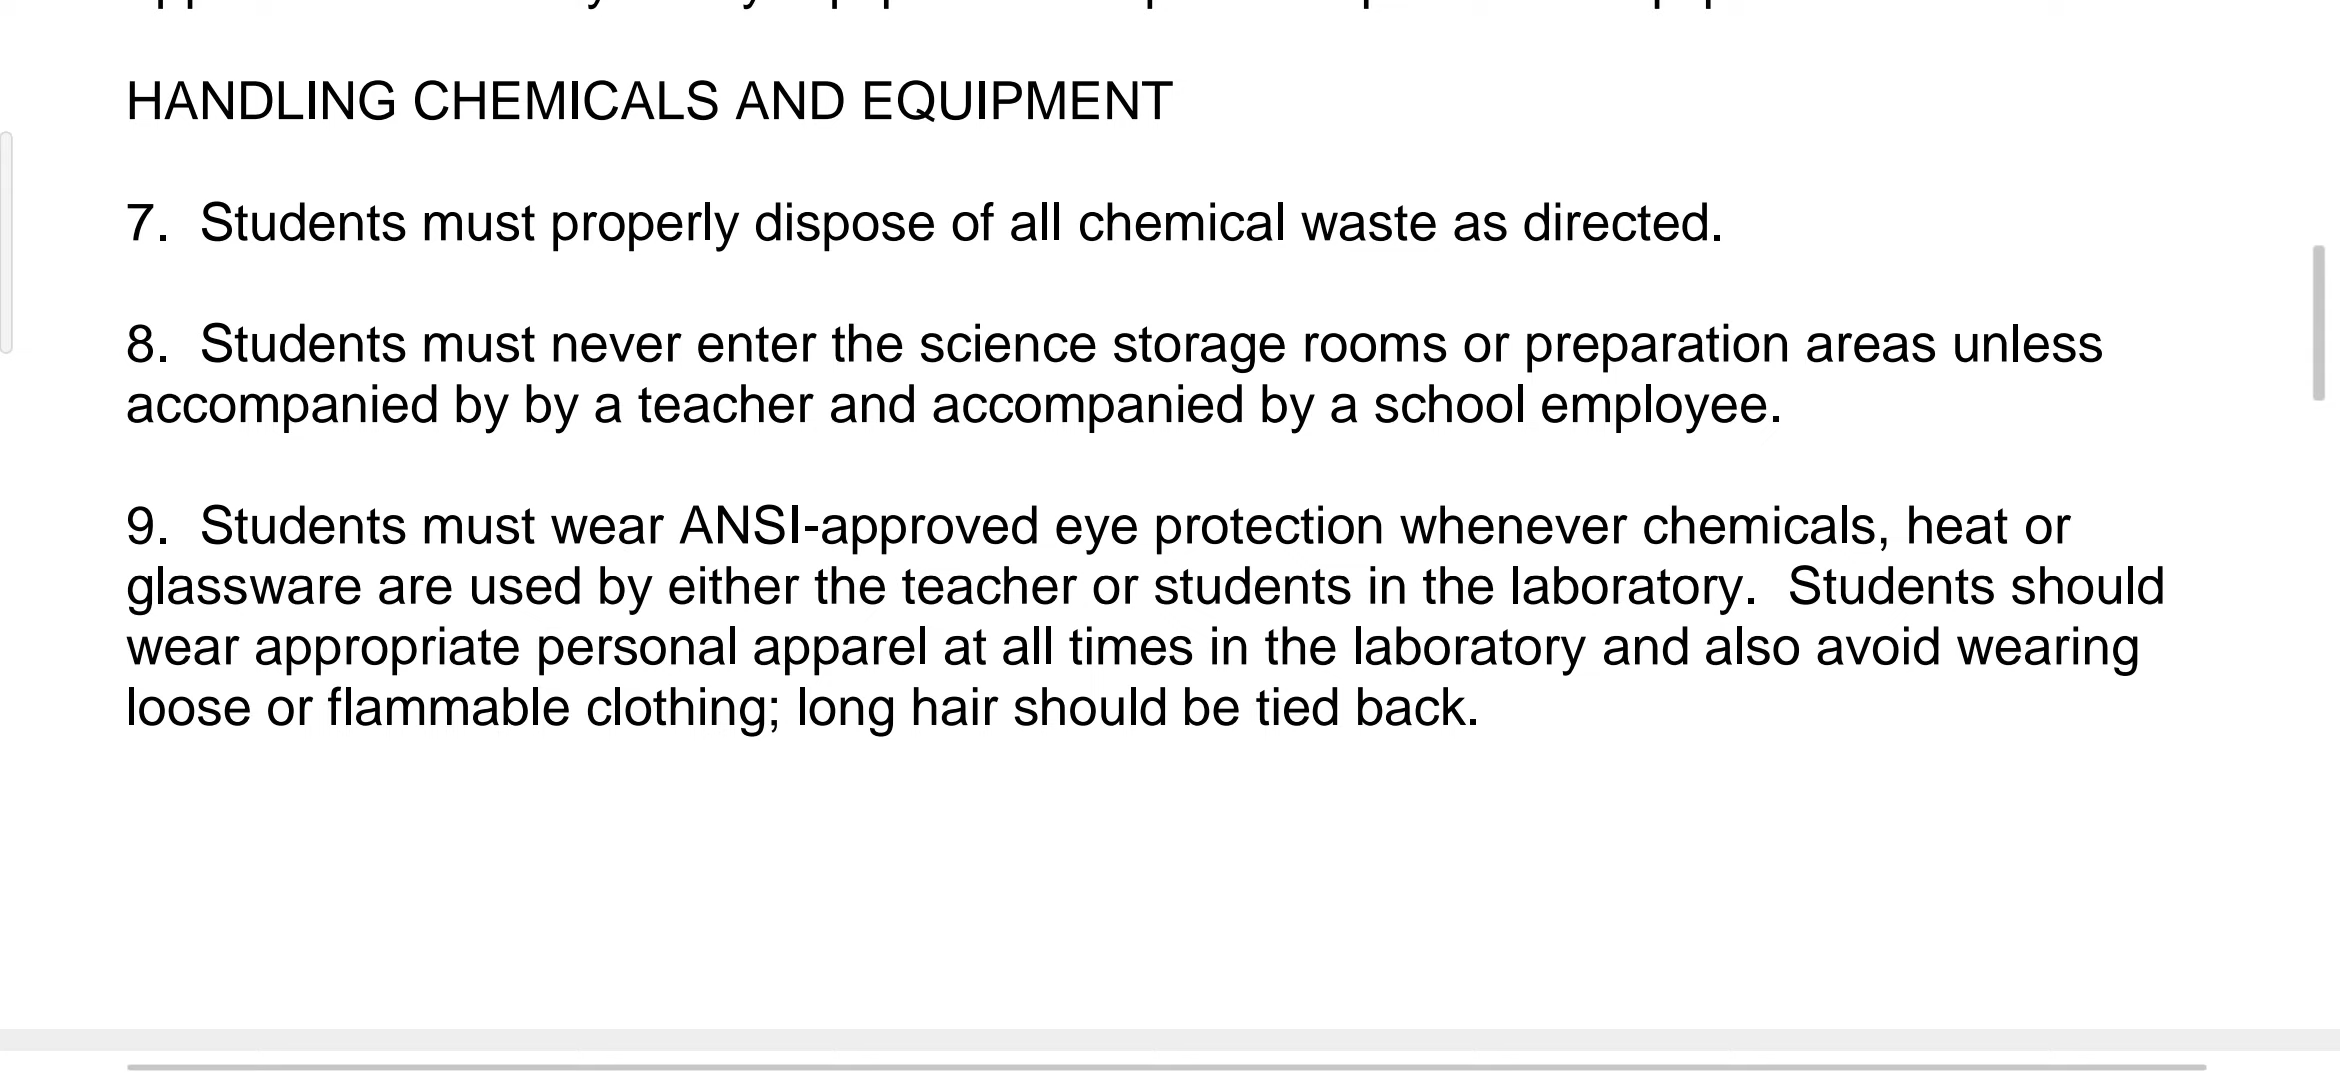 HANDLING CHEMICALS AND EQUIPMENT
7.  Students must properly dispose of all chemical waste as directed.
8.  Students must never enter the science storage rooms or preparation areas unless
accompanied by by a teacher and accompanied by a school employee.
9.  Students must wear ANSI-approved eye protection whenever chemicals, heat or
glassware are used by either the teacher or students in the laboratory.  Students should
wear appropriate personal apparel at all times in the laboratory and also avoid wearing
loose or flammable clothing; long hair should be tied back.